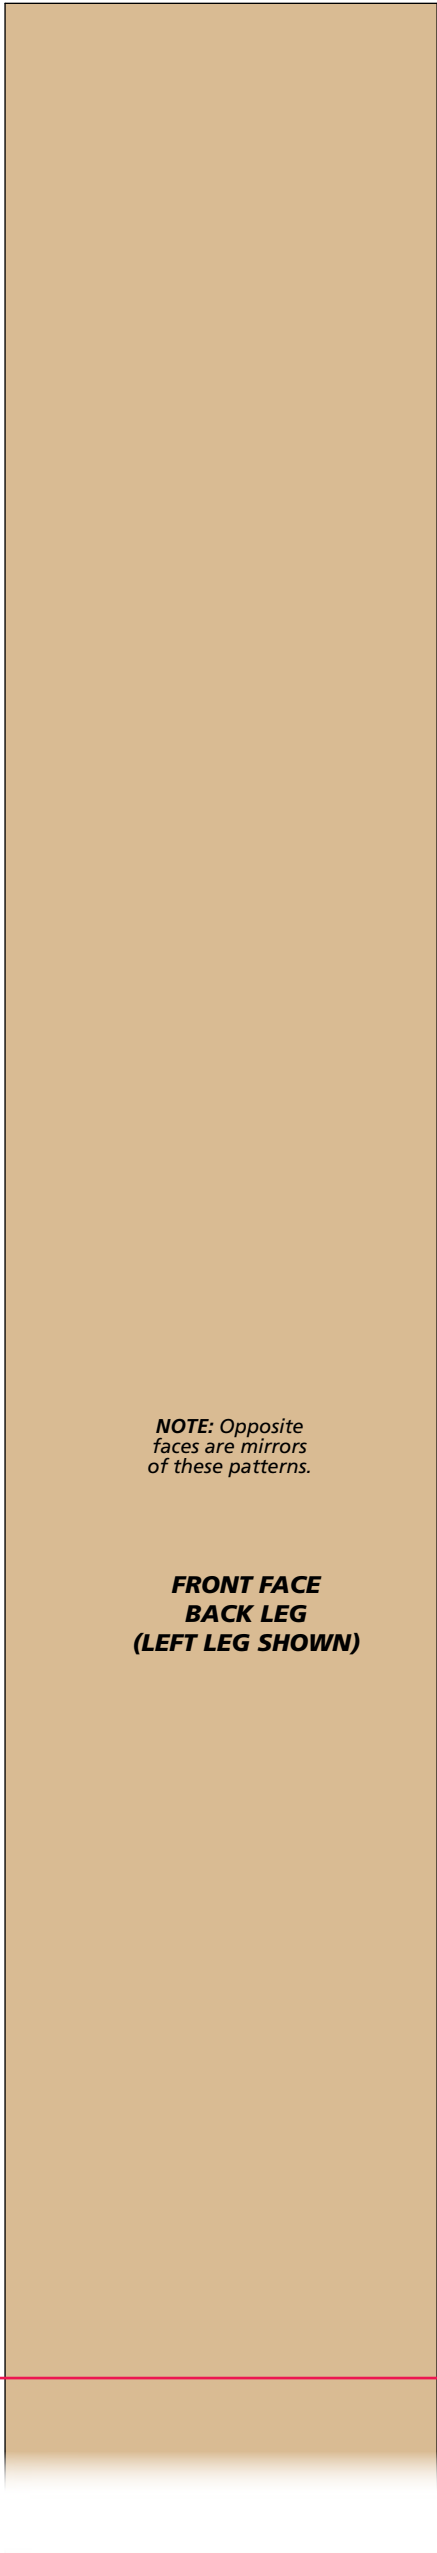 NOTE: Opposite
faces are mirrors
of these patterns.
FRONT FACE
BACK LEG
(LEFT LEG SHOWN)